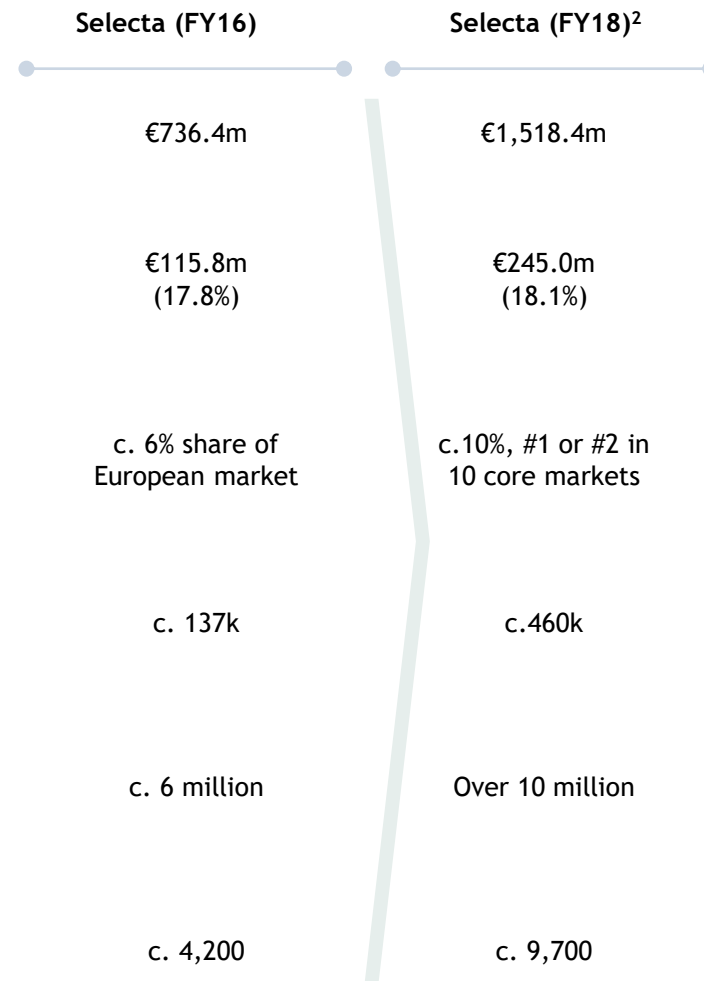 Selecta (FY16)
Selecta (FY18)²
€736.4m
€1,518.4m
€115.8m
(17.8%)
€245.0m
(18.1%)
c. 6% share of
European market
c.10%, #1 or #2 in
10 core markets
c. 137k
c.460k
c. 6 million
Over 10 million
c. 4,200
c. 9,700